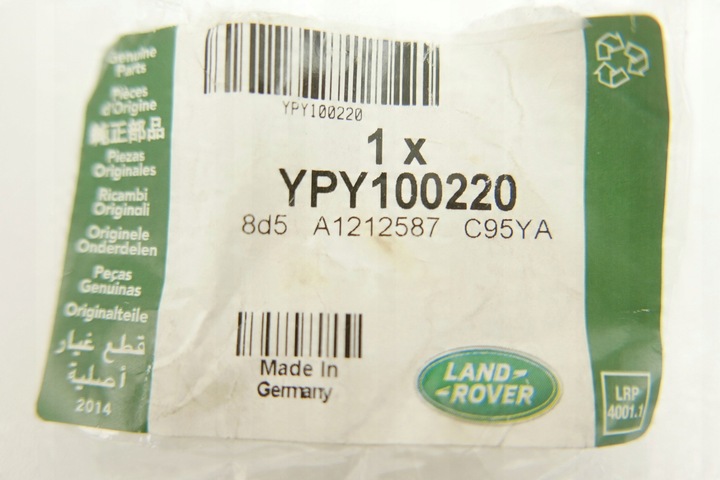 Genuine
Parts
Pièces
d'Origine
純正部品
Piezas
Originales
Ricambi
Originali
Originele
Onderdelen
Peças
Genuínas
Originalteile
قطع غيار
أصلية
2014
YPY100220
1 x
YPY100220
8d5 A1212587 C95YA
Made In
Germany
LAND-
-ROVER
LRP
4001.1